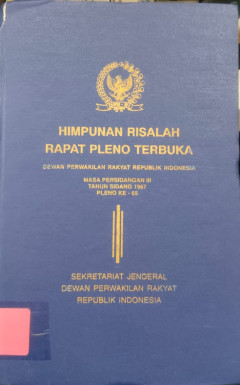 HIMPUNAN RISALAH
RAPAT PLENO TERBUKA
DEWAN PERWAKILAN RAKYAT REPUBLIK INDONESIA
MASA PERSIDANGAN III
TAHUN SIDANG 1967
PLENO KE - 65
SEKRETARIAT JENDERAL
DEWAN PERWAKILAN RAKYAT
REPUBLIK INDONESIA